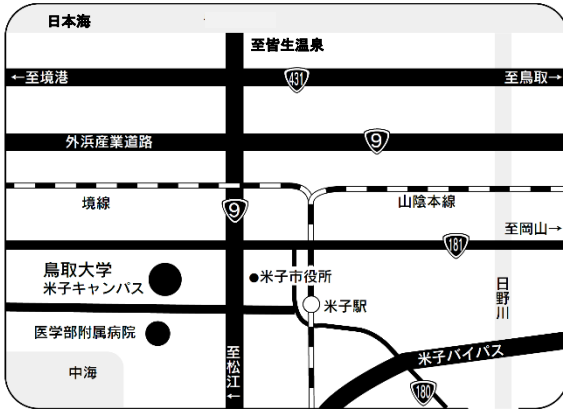 日本海
至皆生温泉
←至境港
431
至鳥取→
外浜産業道路
9
境線
9
山陰本線
至岡山→
181
鳥取大学
米子キャンパス
●米子市役所
日野川
米子駅
医学部附属病院
至松江←
米子バイパス
中海
180